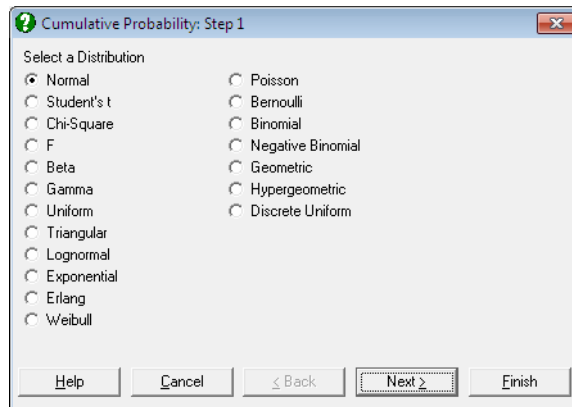 Cumulative Probability: Step 1
Select a Distribution
Normal
Student's t
Chi-Square
F
Beta
Gamma
Uniform
Triangular
Lognormal
Exponential
Erlang
Weibull
Poisson
Bernoulli
Binomial
Negative Binomial
Geometric
Hypergeometric
Discrete Uniform
Help
Cancel
< Back
Next >
Finish